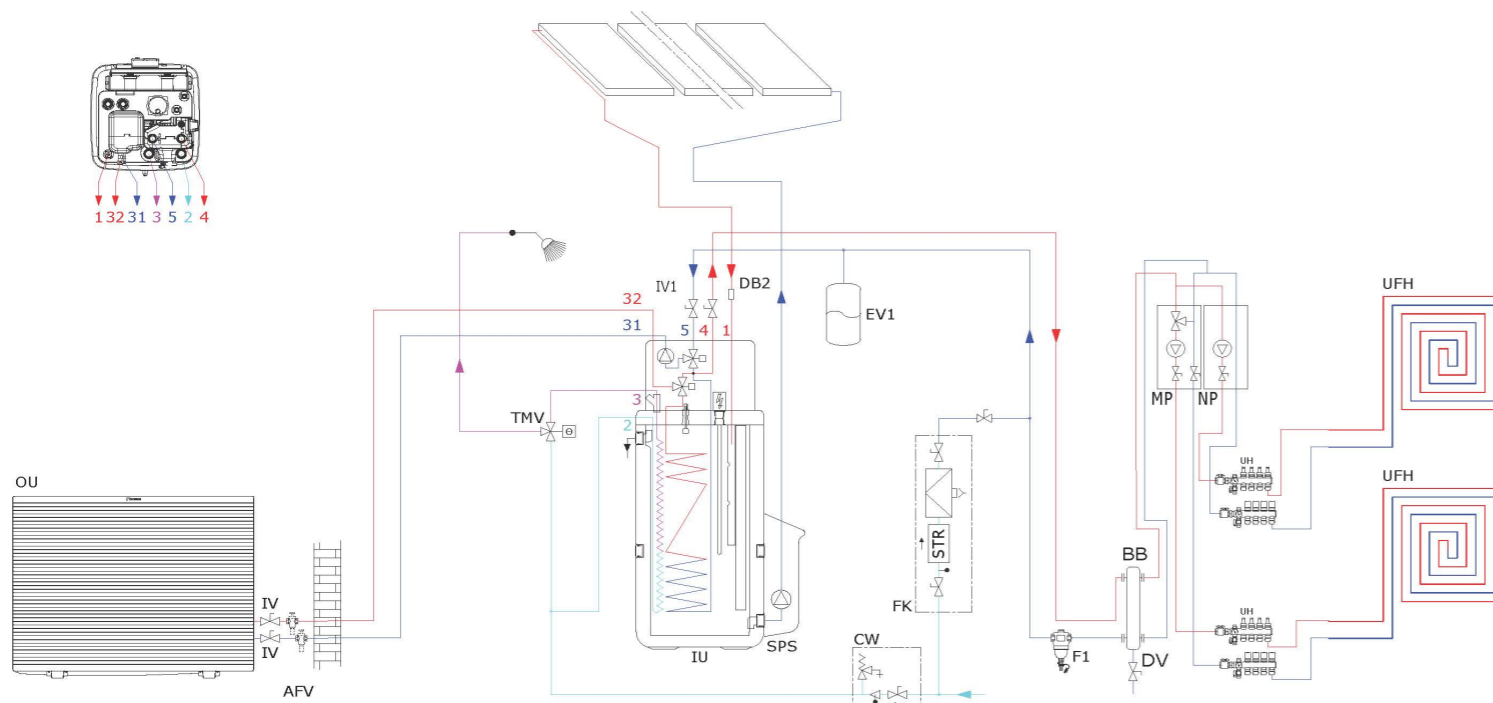 1 32 31 3 5 2 4
IV1
DB2
32
31
5 4 1
EV1
UFH
MP
NP
3
2
TMV
UH
UFH
OU
STR
BB
IV
IV
FK
UH
CW
F1
DV
SPS
IU
AFV